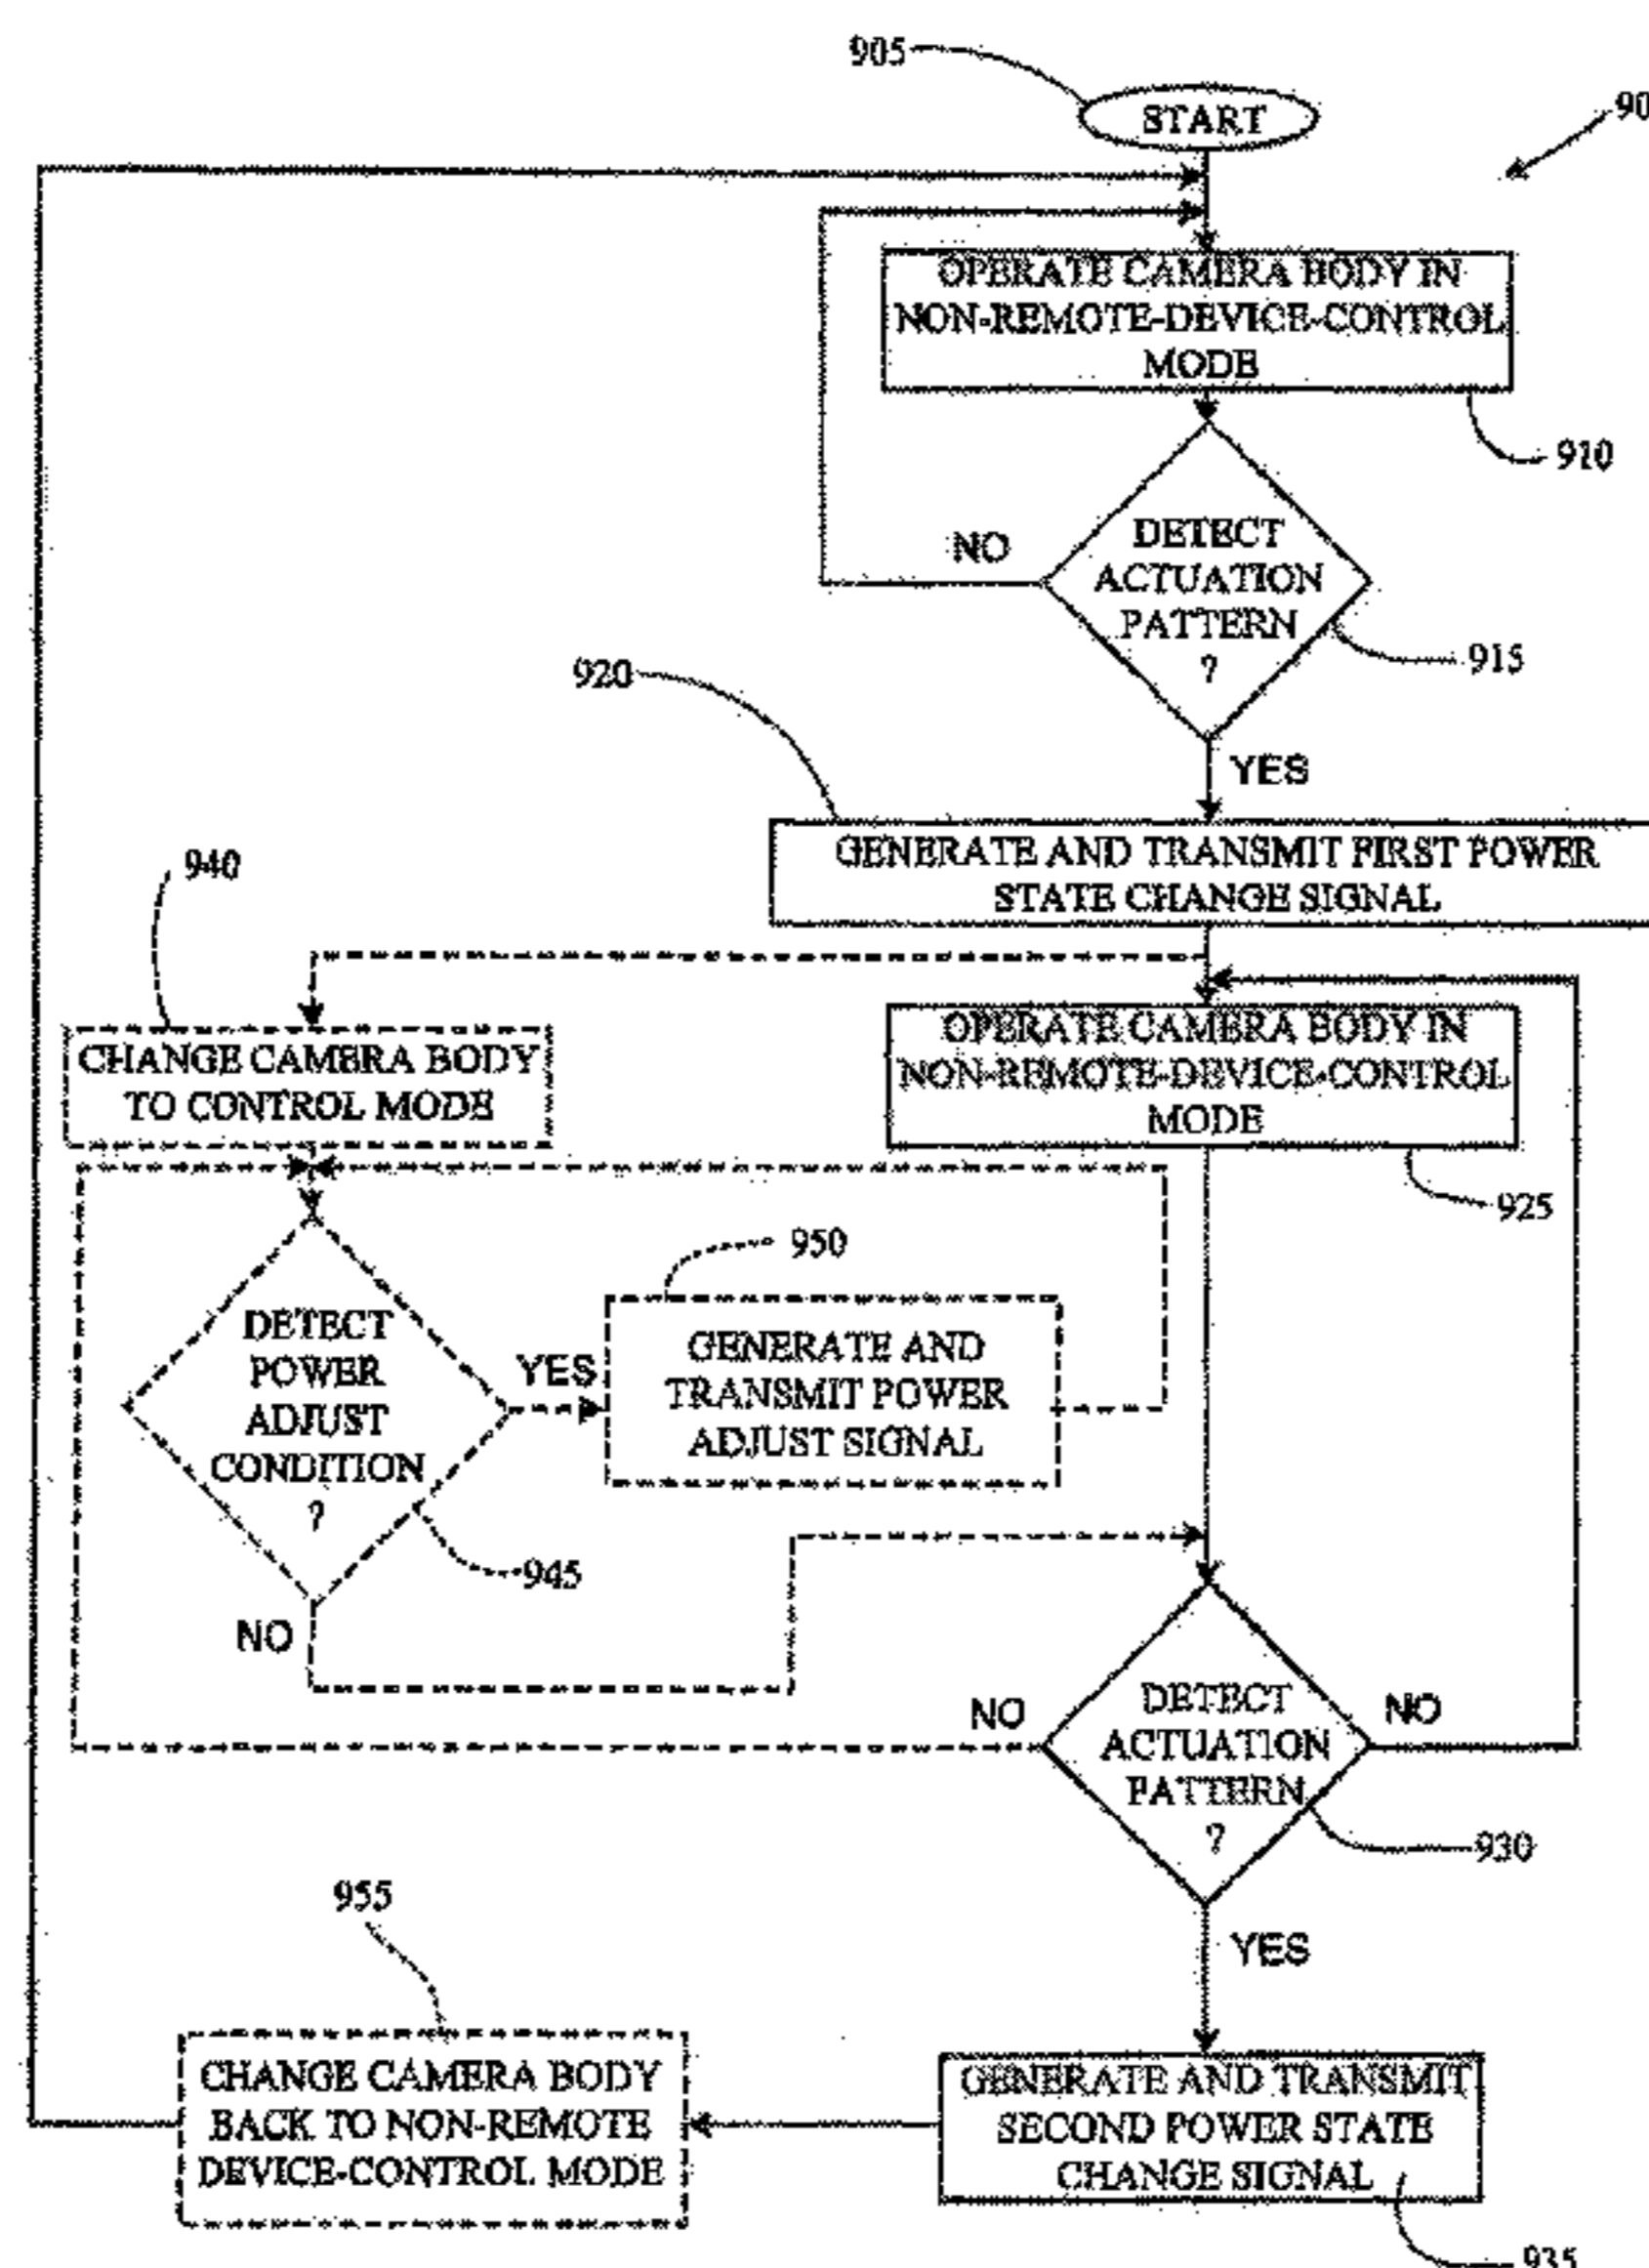 905
START
90
OPERATE CAMERA BODY IN
NON-REMOTE-DEVICE-CONTROL
MODE
910
NO
DETECT
ACTUATION
PATTERN
?
915
920
YES
GENERATE AND TRANSMIT FIRST POWER
STATE CHANGE SIGNAL
940
CHANGE CAMERA BODY
TO CONTROL MODE
OPERATE CAMERA BODY IN
NON-REMOTE-DEVICE-CONTROL
MODE
925
950
DETECT
POWER
ADJUST
CONDITION
?
YES
GENERATE AND
TRANSMIT POWER
ADJUST SIGNAL
945
NO
NO
DETECT
ACTUATION
PATTERN
?
NO
930
955
YES
CHANGE CAMERA BODY
BACK TO NON-REMOTE
DEVICE-CONTROL MODE
GENERATE AND TRANSMIT
SECOND POWER STATE
CHANGE SIGNAL
935